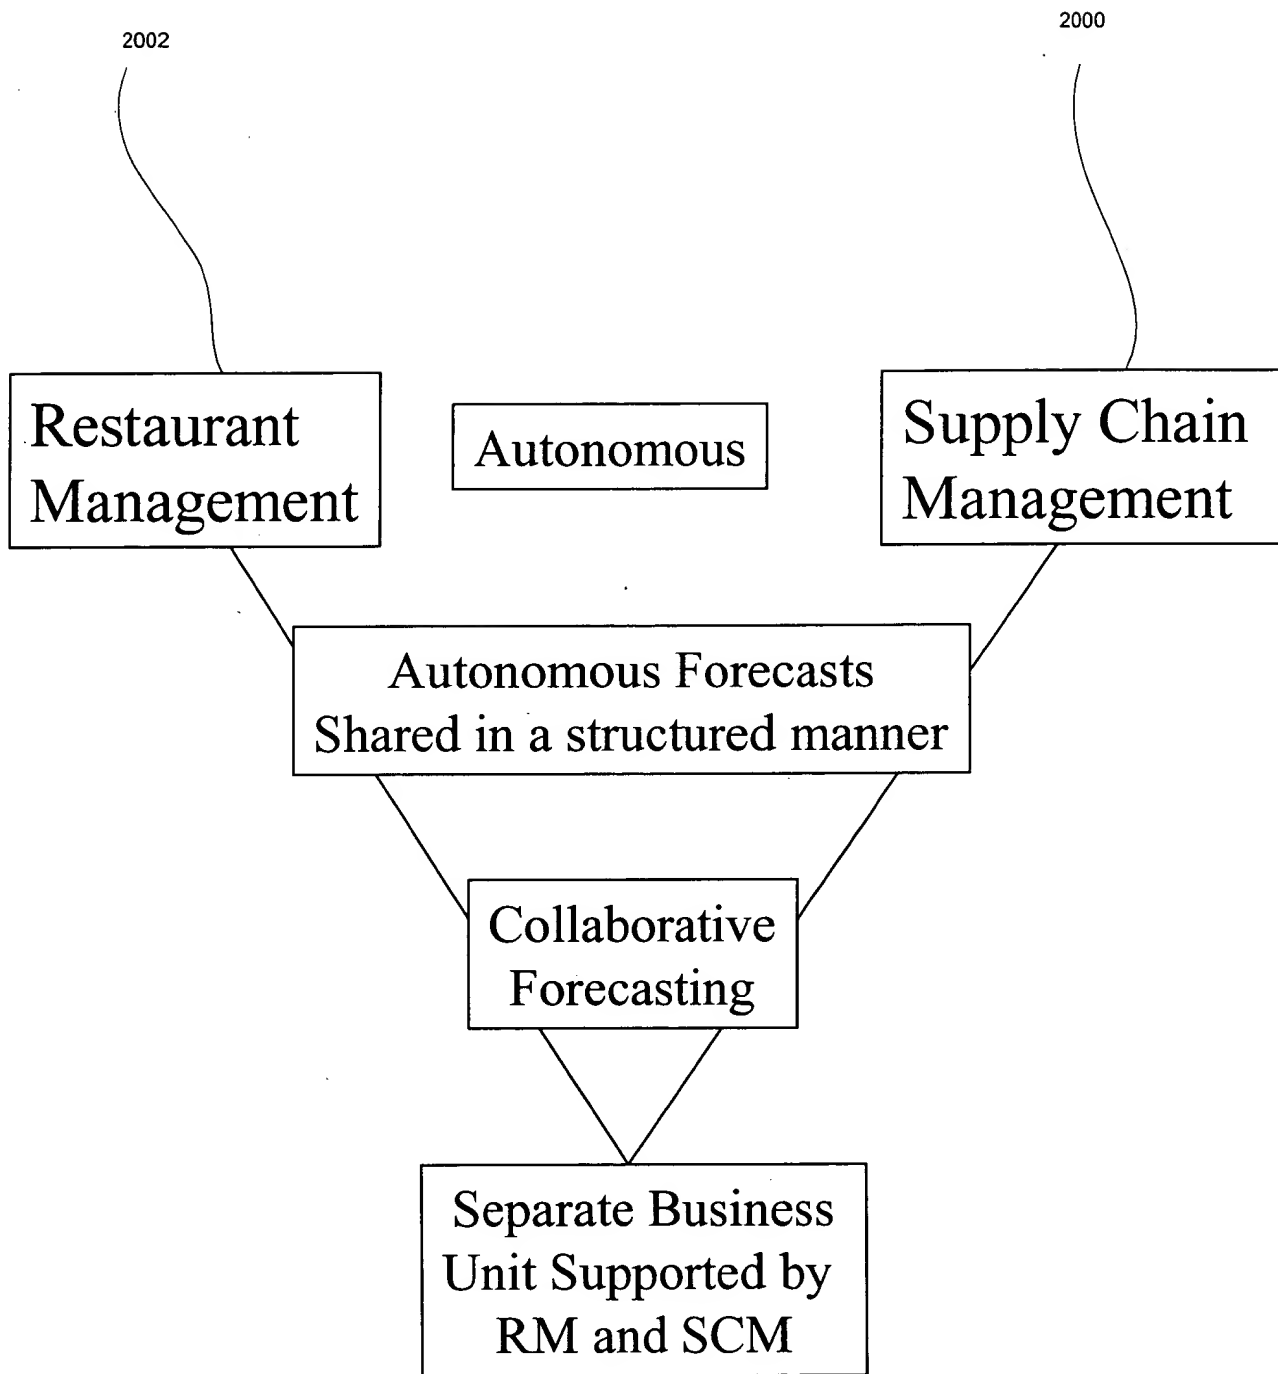 2002
2000
Restaurant
Management
Autonomous
Supply Chain
Management
Autonomous Forecasts
Shared in a structured manner
Collaborative
Forecasting
Separate Business
Unit Supported by
RM and SCM